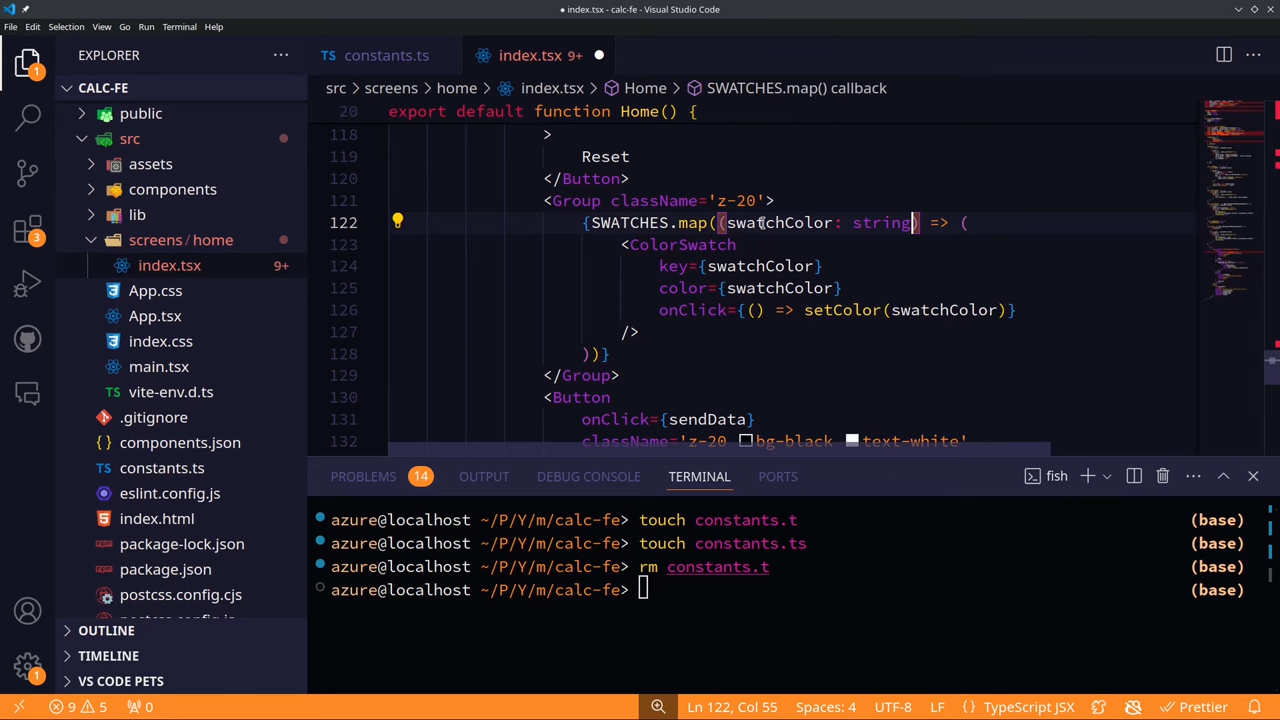 ● index.tsx - calc-fe - Visual Studio Code
File Edit Selection View Go Run Terminal Help
EXPLORER
TS constants.ts
index.tsx 9+
CALC-FE
src > screens > home > index.tsx > Home > SWATCHES.map() callback
public
src
assets
components
lib
screens / home
index.tsx 9+
App.css
App.tsx
index.css
main.tsx
TS vite-env.d.ts
.gitignore
components.json
TS constants.ts
eslint.config.js
index.html
package-lock.json
package.json
postcss.config.cjs
OUTLINE
TIMELINE
VS CODE PETS
1
1
20 export default function Home() {
118 >
119 Reset
120 </Button>
121 <Group className='z-20'>
122 {SWATCHES.map((swatchColor: string) => (
123 <ColorSwatch
124 key={swatchColor}
125 color={swatchColor}
126 onClick={() => setColor(swatchColor)}
127 />
128 ))}
129 </Group>
130 <Button
131 onClick={sendData}
132 className='z-20 bg-black text-white'
PROBLEMS 14 OUTPUT DEBUG CONSOLE TERMINAL PORTS
fish
azure@localhost ~/P/Y/m/calc-fe> touch constants.t (base)
azure@localhost ~/P/Y/m/calc-fe> touch constants.ts (base)
azure@localhost ~/P/Y/m/calc-fe> rm constants.t (base)
azure@localhost ~/P/Y/m/calc-fe> (base)
9 5 0
Ln 122, Col 55 Spaces: 4 UTF-8 LF {} TypeScript JSX Prettier